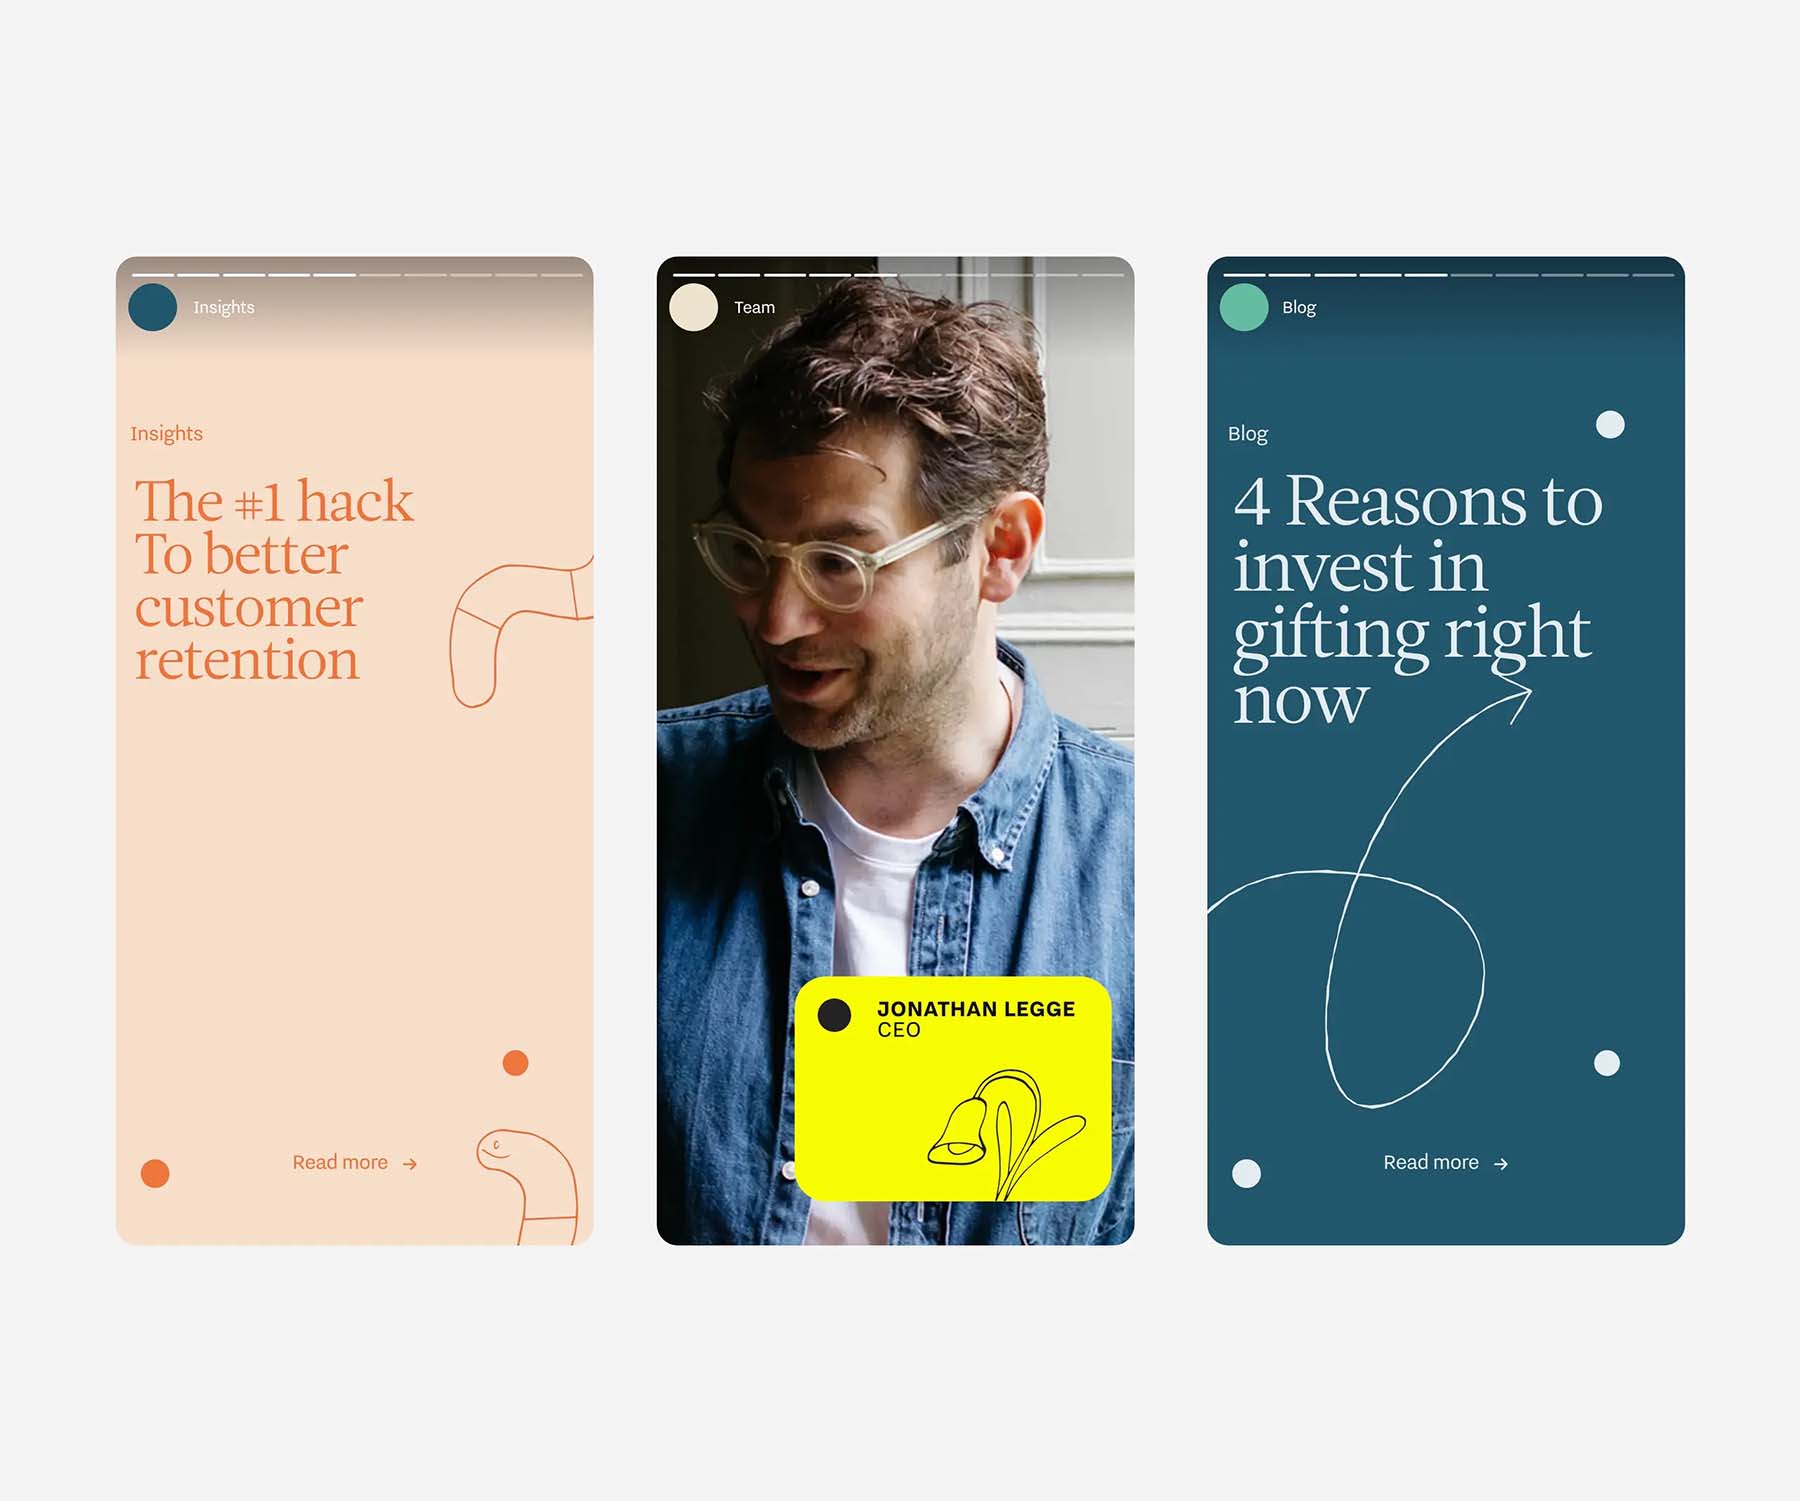 Insights
Insights
The #1 hack
To better
customer
retention
Read more →
Team
JONATHAN LEGGE
CEO
Blog
Blog
4 Reasons to
invest in
gifting right
now
Read more →